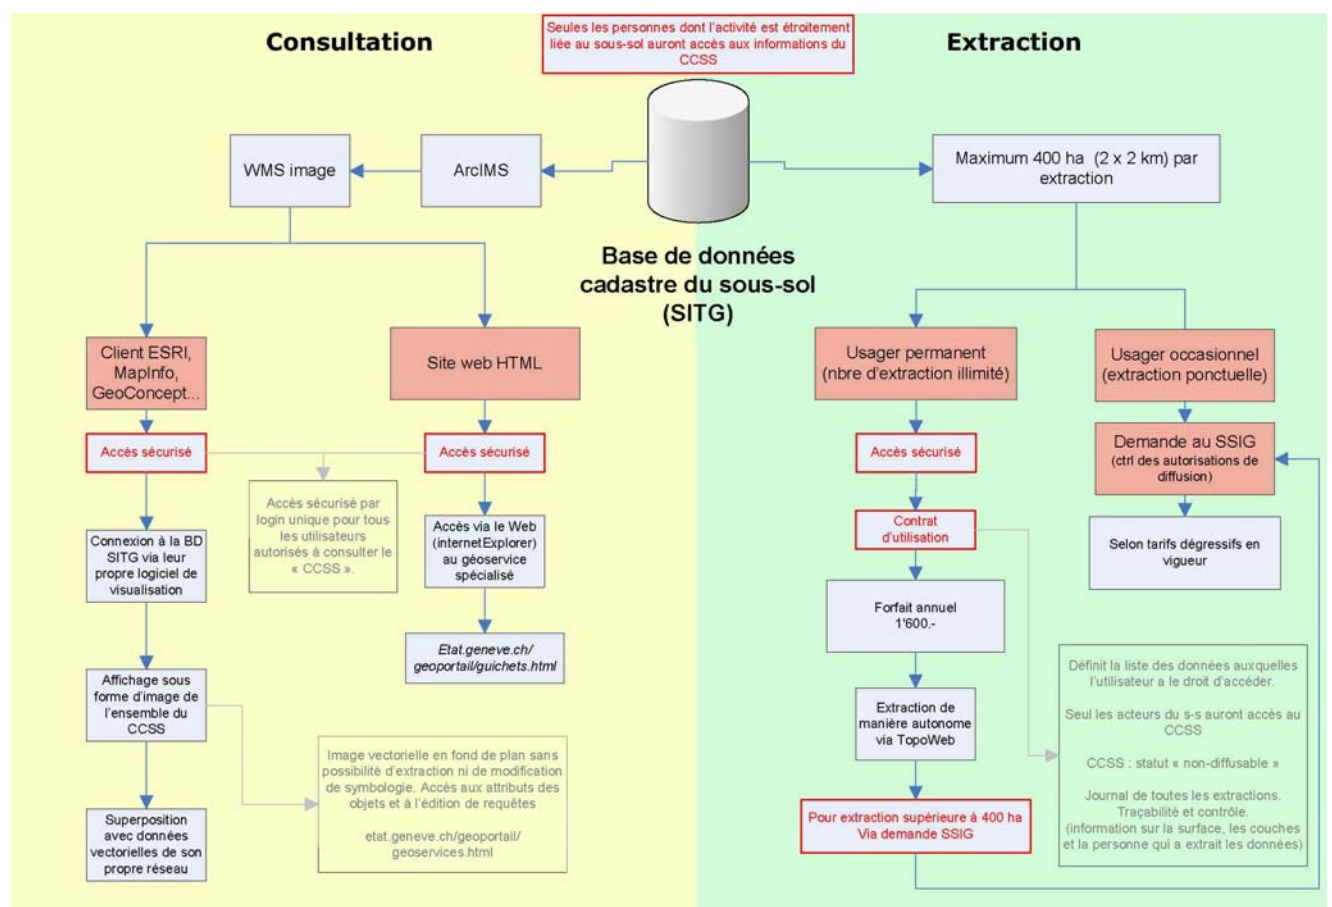 Consultation
Seules les personnes dont l'activité est étroitement
liée au sous-sol auront accès aux informations du
CCSS
Extraction
WMS image
ArcIMS
Maximum 400 ha (2 x 2 km) par
extraction
Base de données
cadastre du sous-sol
(SITG)
Client ESRI,
MapInfo,
GeoConcept...
Site web HTML
Usager permanent
(nbre d'extraction illimité)
Usager occasionnel
(extraction ponctuelle)
Accès sécurisé
Accès sécurisé
Accès sécurisé
Demande au SSIG
(ctrl des autorisations de
diffusion)
Accès sécurisé par
login unique pour tous
les utilisateurs
autorisés à consulter le
« CCSS ».
Connexion à la BD
SITG via leur
propre logiciel de
visualisation
Accès via le Web
(internetExplorer)
au géoservice
spécialisé
Contrat
d'utilisation
Selon tarifs dégressifs en
vigueur
Forfait annuel
1'600.-
Etat.geneve.ch/
geoportail/guichets.html
Affichage sous
forme d'image de
l'ensemble du
CCSS
Extraction de
manière autonome
via TopoWeb
Définit la liste des données auxquelles
l'utilisateur a le droit d'accéder.
Seul les acteurs du s-s auront accès au
CCSS
CCSS : statut « non-diffusable »
Journal de toutes les extractions.
Traçabilité et contrôle.
(information sur la surface, les couches
et la personne qui a extrait les données)
Image vectorielle en fond de plan sans
possibilité d'extraction ni de modification
de symbologie. Accès aux attributs des
objets et à l'édition de requêtes
etat.geneve.ch/geoportail/
geoservices.html
Superposition
avec données
vectorielles de son
propre réseau
Pour extraction supérieure à 400 ha
Via demande SSIG